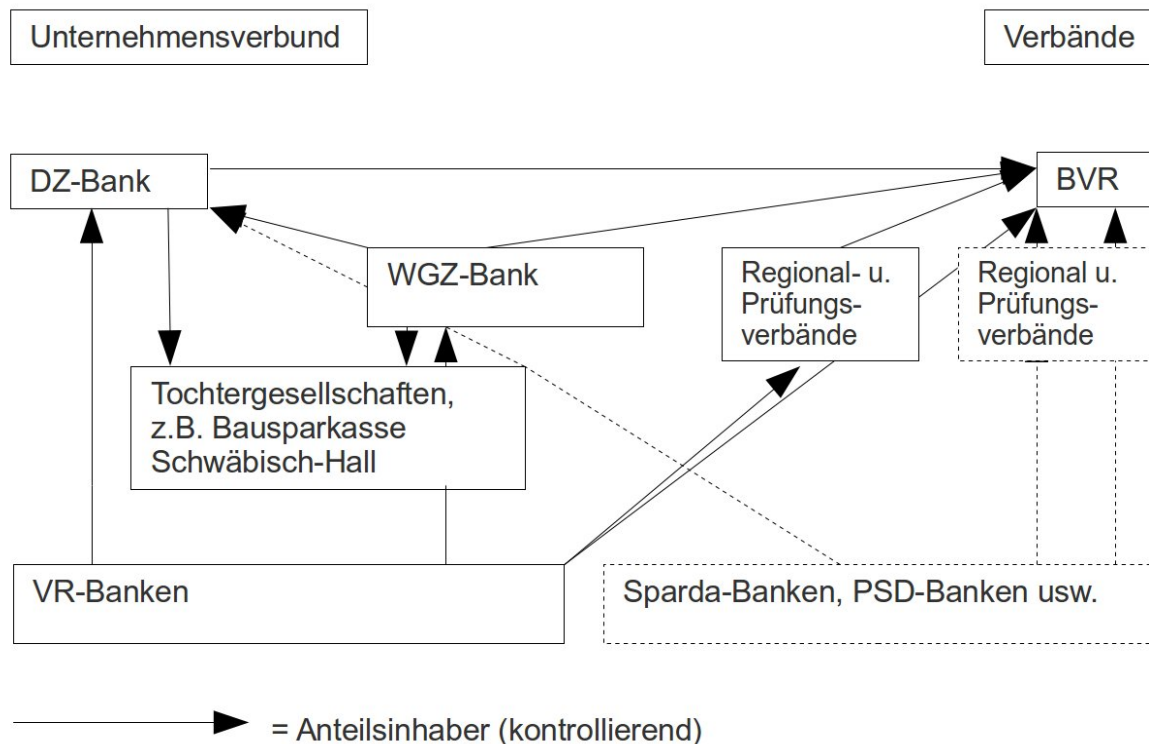 Unternehmensverbund
Verbände
DZ-Bank
BVR
WGZ-Bank
Regional- u.
Prüfungs-
verbände
Regional u.
Prüfungs-
verbände
Tochtergesellschaften,
z.B. Bausparkasse
Schwäbisch-Hall
VR-Banken
Sparda-Banken, PSD-Banken usw.
= Anteilsinhaber (kontrollierend)